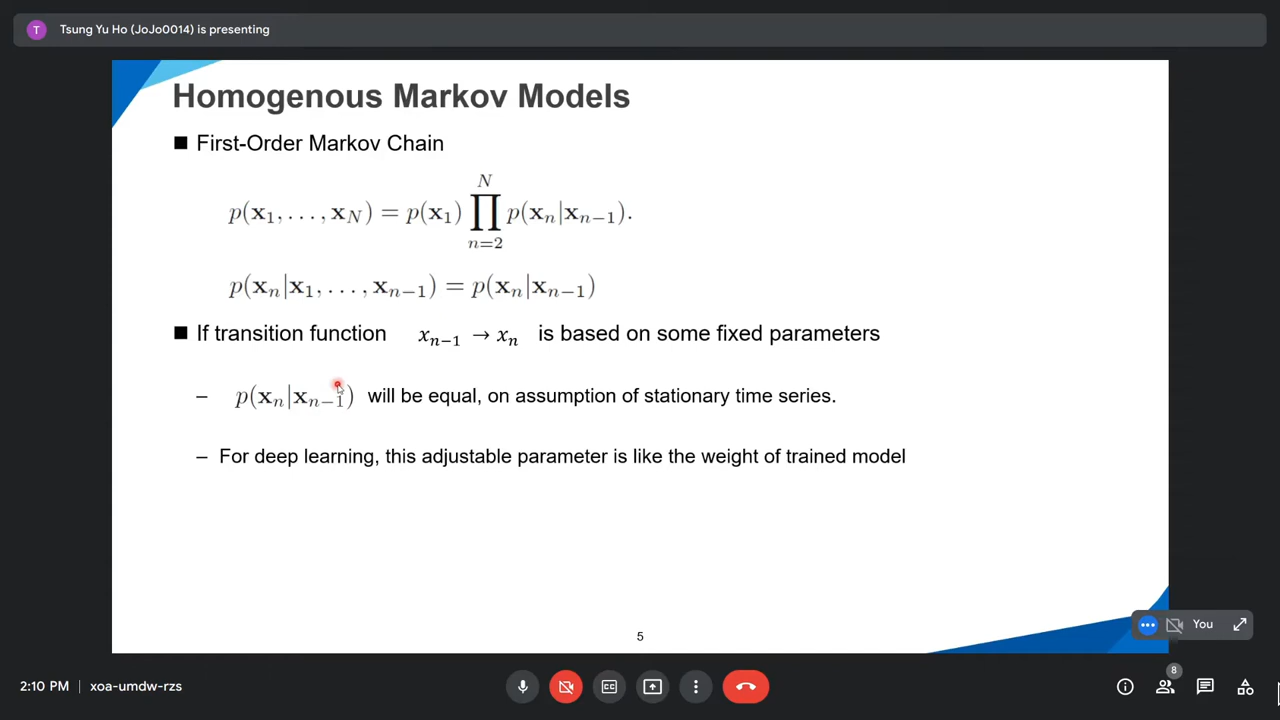 T
Tsung Yu Ho (JoJo0014) is presenting
Homogenous Markov Models
First-Order Markov Chain
p(x₁, . . . , x_N) = p(x₁) ∏_{n=2}^{N} p(xₙ|xₙ₋₁).
p(xₙ|x₁, . . . , xₙ₋₁) = p(xₙ|xₙ₋₁)
If transition function xₙ₋₁ → xₙ is based on some fixed parameters
– p(xₙ|xₙ₋₁) will be equal, on assumption of stationary time series.
– For deep learning, this adjustable parameter is like the weight of trained model
You
5
2:10 PM | xoa-umdw-rzs
CC
8